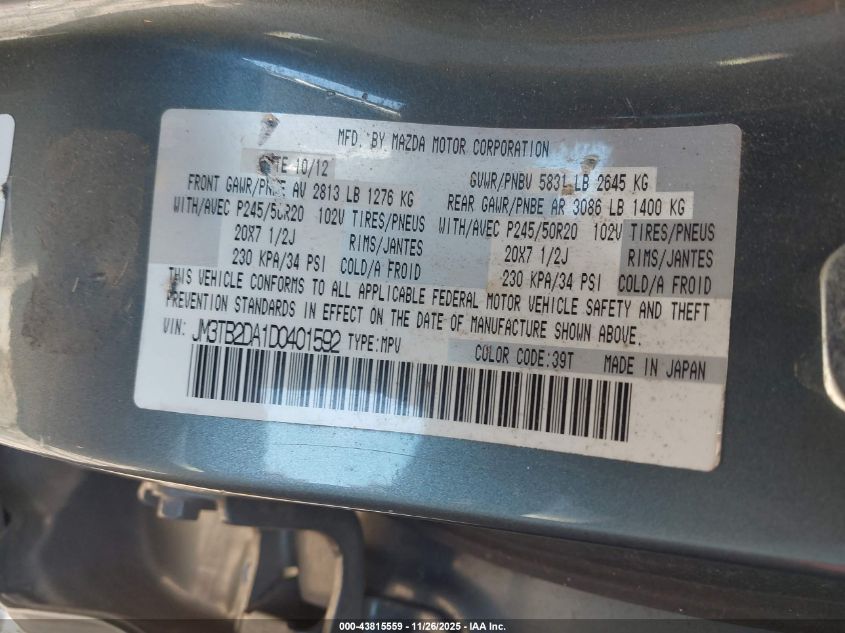 MFD. BY MAZDA MOTOR CORPORATION
10/12 GVWR/PNBV 5831 LB 2645 KG
FRONT GAWR/PNBE AV 2813 LB 1276 KG REAR GAWR/PNBE AR 3086 LB 1400 KG
WITH/AVEC P245/50R20 102V TIRES/PNEUS WITH/AVEC P245/50R20 102V TIRES/PNEUS
20X7 1/2J RIMS/JANTES 20X7 1/2J RIMS/JANTES
230 KPA/34 PSI COLD/A FROID 230 KPA/34 PSI COLD/A FROID
THIS VEHICLE CONFORMS TO ALL APPLICABLE FEDERAL MOTOR VEHICLE SAFETY AND THEFT
PREVENTION STANDARDS IN EFFECT ON THE DATE OF MANUFACTURE SHOWN ABOVE.
VIN: JM3TB2DA1D0401592 TYPE:MPV COLOR CODE:39T MADE IN JAPAN
000-43815559 — 11/26/2025 — IAA Inc.